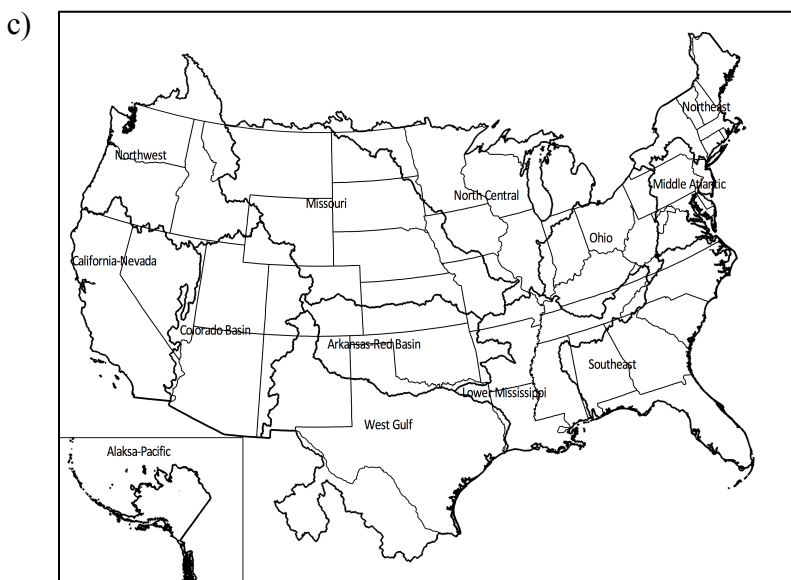 c)
Northeast
Northwest
Middle Atlantic
Missouri
North Central
Ohio
California-Nevada
Colorado Basin
Arkansas-Red Basin
Southeast
Lower Mississippi
West Gulf
Alaksa-Pacific